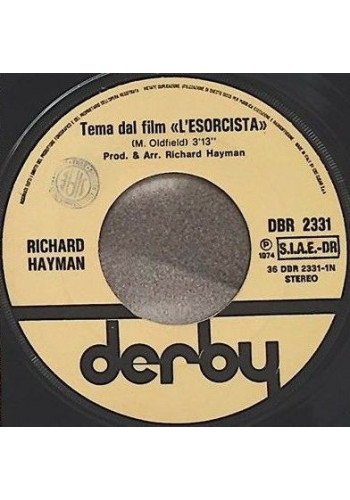 Tema dal film «L'ESORCISTA»
(M. Oldfield) 3'13"
Prod. & Arr. Richard Hayman
RICHARD
HAYMAN
DBR 2331
P
1974
S.I.A.E.-DR
36 DBR 2331-1N
STEREO
derby